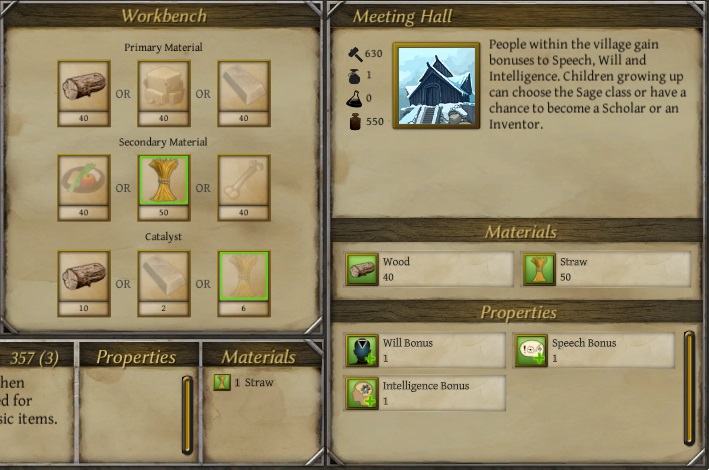 Workbench
Primary Material
OR
OR
40
40
40
Secondary Material
OR
OR
40
50
40
Catalyst
OR
OR
10
2
6
357 (3)
hen
ed for
sic items.
Properties
Materials
1 Straw
Meeting Hall
630
1
0
550
People within the village gain
bonuses to Speech, Will and
Intelligence. Children growing up
can choose the Sage class or have a
chance to become a Scholar or an
Inventor.
Materials
Wood
40
Straw
50
Properties
Will Bonus
1
Speech Bonus
1
Intelligence Bonus
1